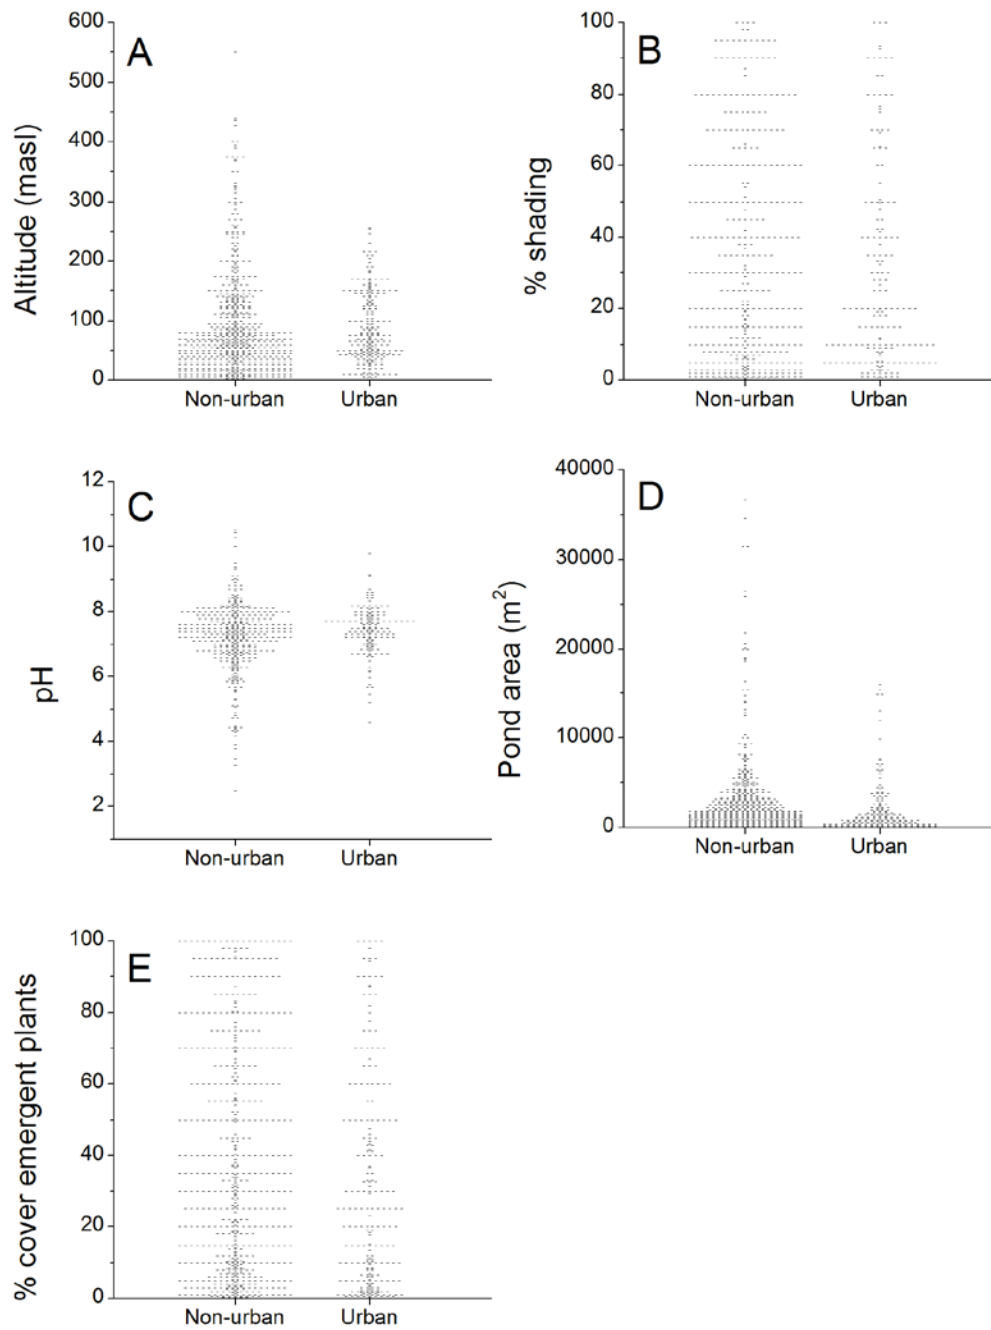 A
Altitude (masl)
600
500
400
300
200
100
0
Non-urban
Urban
B
% shading
100
80
60
40
20
0
Non-urban
Urban
C
pH
12
10
8
6
4
2
Non-urban
Urban
D
Pond area (m²)
40000
30000
20000
10000
0
Non-urban
Urban
E
% cover emergent plants
100
80
60
40
20
0
Non-urban
Urban